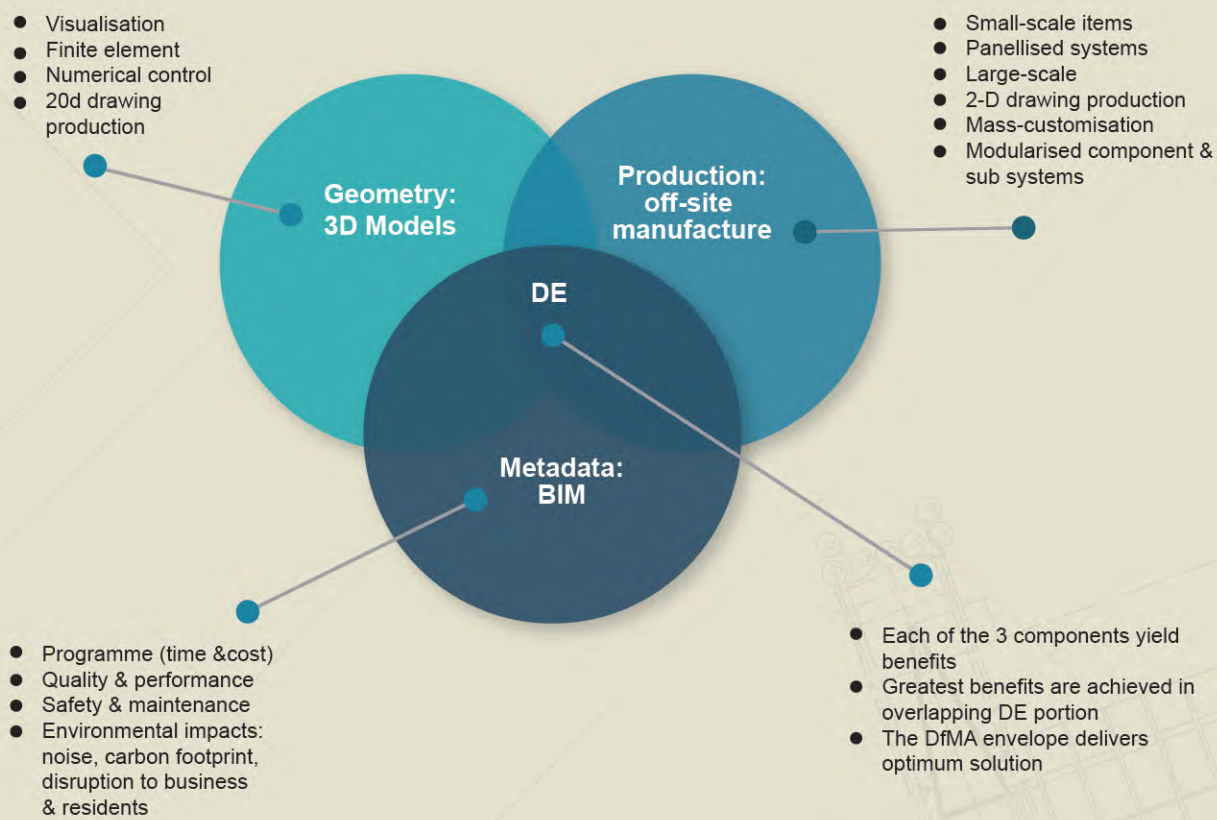 Visualisation
Finite element
Numerical control
20d drawing
production
Small-scale items
Panellised systems
Large-scale
2-D drawing production
Mass-customisation
Modularised component &
sub systems
Geometry:
3D Models
Production:
off-site
manufacture
DE
Metadata:
BIM
Programme (time &cost)
Quality & performance
Safety & maintenance
Environmental impacts:
noise, carbon footprint,
disruption to business
& residents
Each of the 3 components yield
benefits
Greatest benefits are achieved in
overlapping DE portion
The DfMA envelope delivers
optimum solution